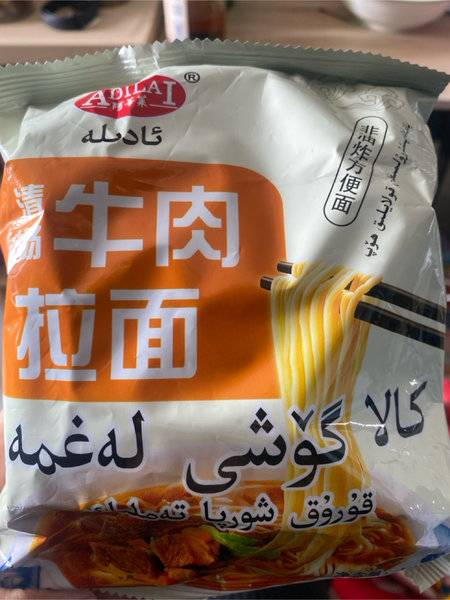 ADILAI
®
ئادىلە
非油炸方便面
清汤
牛肉
拉面
كالا گۆشى لەغمە
قۇرۇق شورپا تەملىك